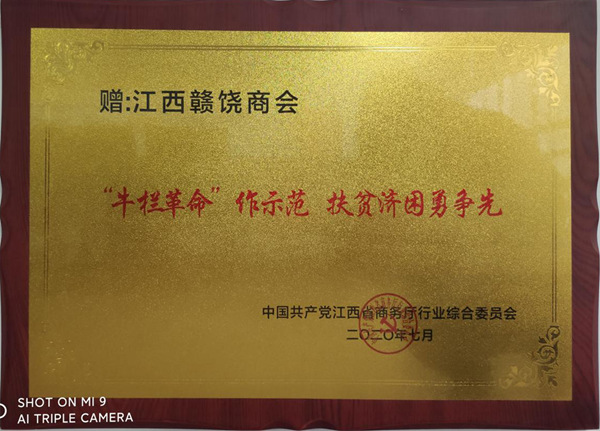 赠:江西赣饶商会
“牛栏革命”作示范 扶贫济困勇争先
中国共产党江西省商务厅行业综合委员会
二〇二〇年七月
SHOT ON MI 9
AI TRIPLE CAMERA